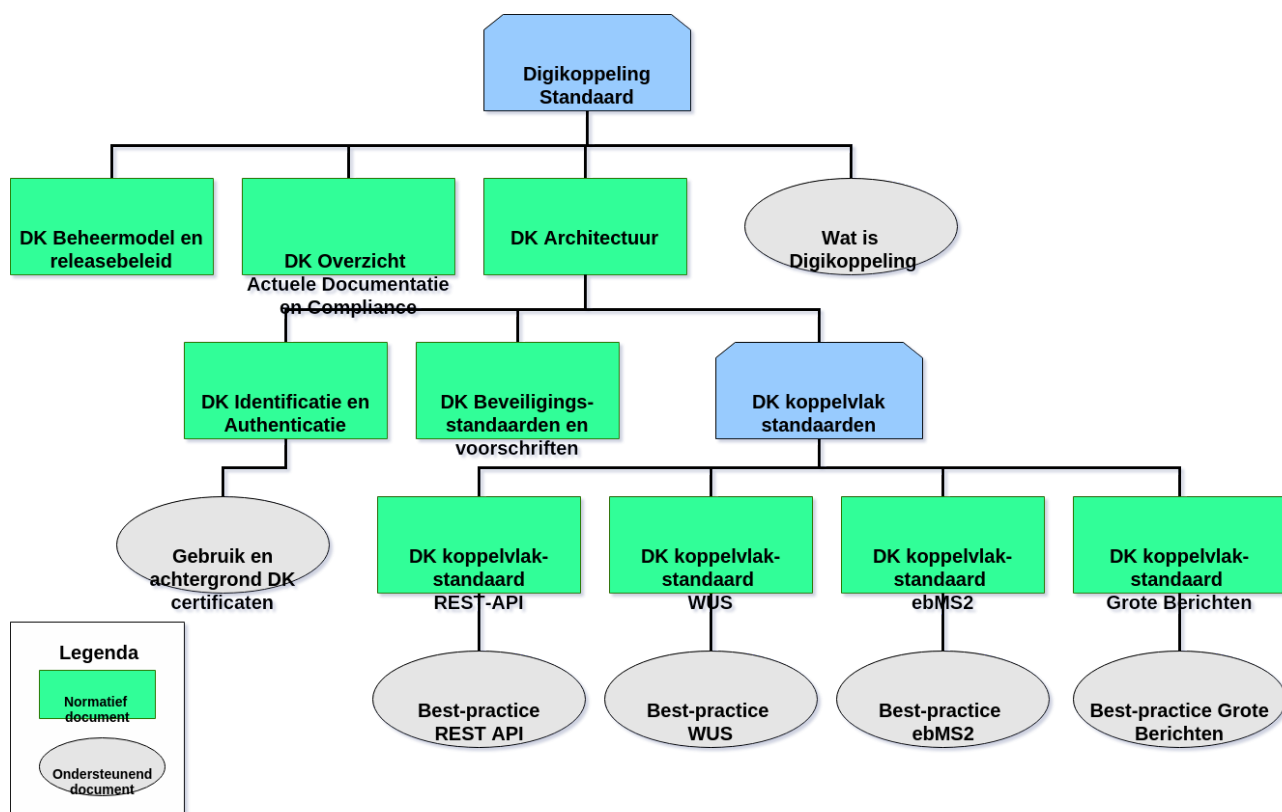 Digikoppeling
Standaard
DK Beheermodel en
releasebeleid
DK Overzicht
Actuele Documentatie
en Compliance
DK Architectuur
Wat is
Digikoppeling
DK Identificatie en
Authenticatie
DK Beveiligings-
standaarden en
voorschriften
DK koppelvlak
standaarden
Gebruik en
achtergrond DK
certificaten
DK koppelvlak-
standaard
REST-API
DK koppelvlak-
standaard
WUS
DK koppelvlak-
standaard
ebMS2
DK koppelvlak-
standaard
Grote Berichten
Best-practice
REST API
Best-practice
WUS
Best-practice
ebMS2
Best-practice Grote
Berichten
Legenda
Normatief
document
Ondersteunend
document